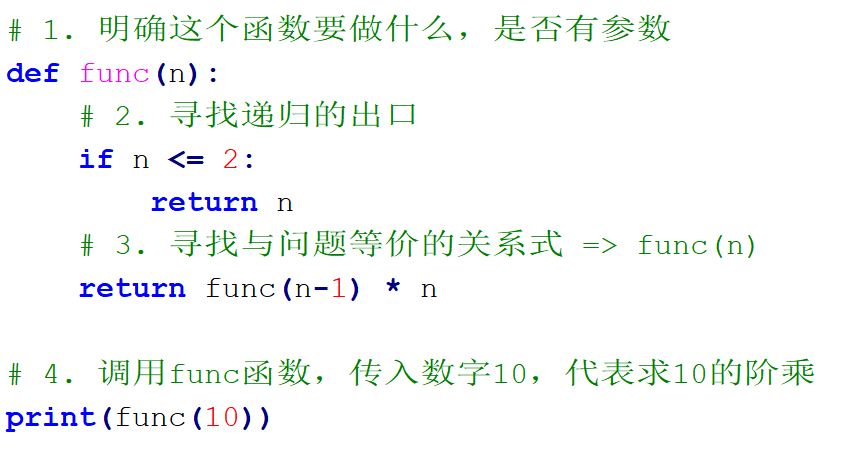 # 1. 明确这个函数要做什么，是否有参数
def func(n):
    # 2. 寻找递归的出口
    if n <= 2:
        return n
    # 3. 寻找与问题等价的关系式 => func(n)
    return func(n-1) * n
# 4. 调用func函数，传入数字10，代表求10的阶乘
print(func(10))